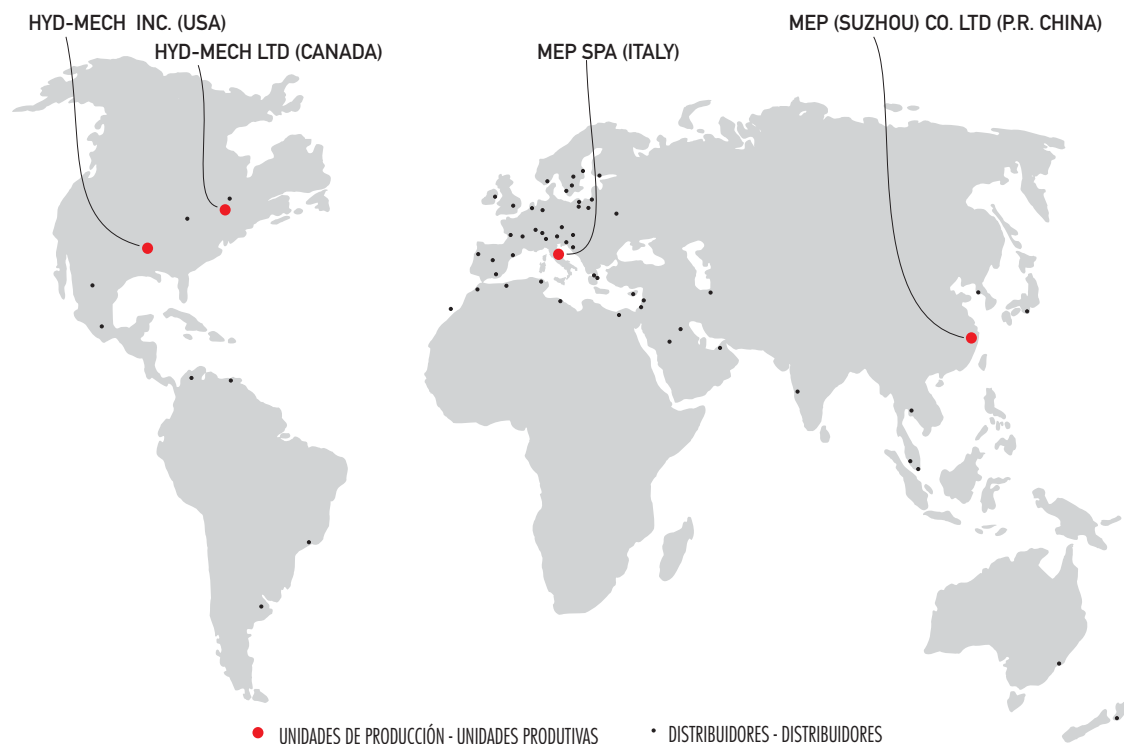 HYD-MECH INC. (USA)
HYD-MECH LTD (CANADA)
MEP SPA (ITALY)
MEP (SUZHOU) CO. LTD (P.R. CHINA)
UNIDADES DE PRODUCCIÓN - UNIDADES PRODUTIVAS
DISTRIBUIDORES - DISTRIBUIDORES